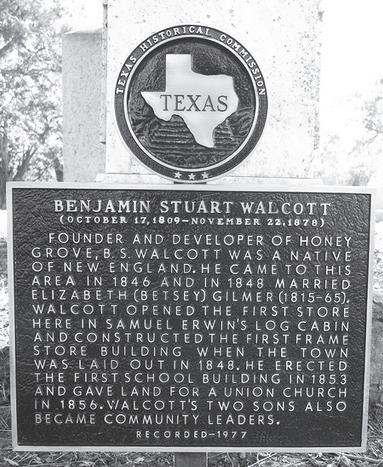 TEXAS HISTORICAL COMMISSION
TEXAS
BENJAMIN STUART WALCOTT
(OCTOBER 17, 1809—NOVEMBER 22, 1878)
FOUNDER AND DEVELOPER OF HONEY
GROVE, B. S. WALCOTT WAS A NATIVE
OF NEW ENGLAND. HE CAME TO THIS
AREA IN 1846 AND IN 1848 MARRIED
ELIZABETH (BETSEY) GILMER (1815-65).
WALCOTT OPENED THE FIRST STORE
HERE IN SAMUEL ERWIN'S LOG CABIN
AND CONSTRUCTED THE FIRST FRAME
STORE BUILDING WHEN THE TOWN
WAS LAID OUT IN 1848. HE ERECTED
THE FIRST SCHOOL BUILDING IN 1853
AND GAVE LAND FOR A UNION CHURCH
IN 1856. WALCOTT'S TWO SONS ALSO
BECAME COMMUNITY LEADERS.
RECORDED-1977